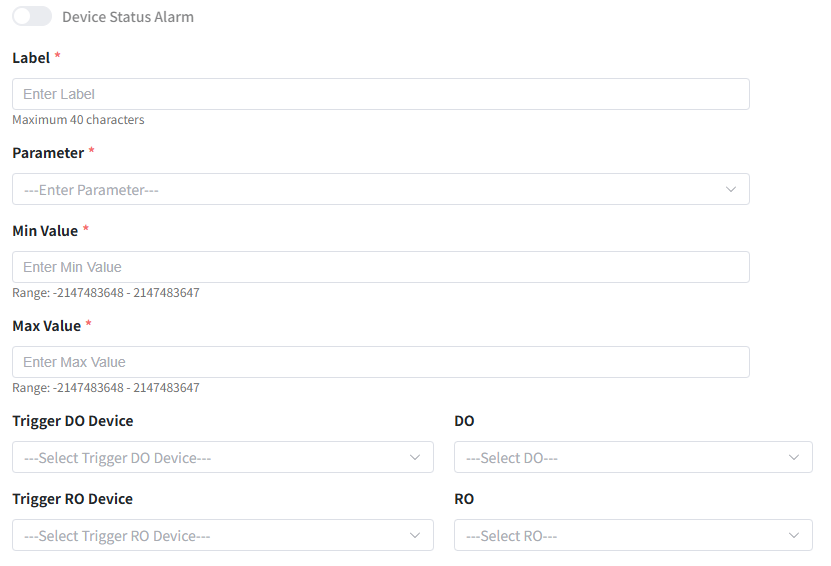 Device Status Alarm
Label *
Enter Label
Maximum 40 characters
Parameter *
---Enter Parameter---
Min Value *
Enter Min Value
Range: -2147483648 - 2147483647
Max Value *
Enter Max Value
Range: -2147483648 - 2147483647
Trigger DO Device DO
---Select Trigger DO Device--- ---Select DO---
Trigger RO Device RO
---Select Trigger RO Device--- ---Select RO---